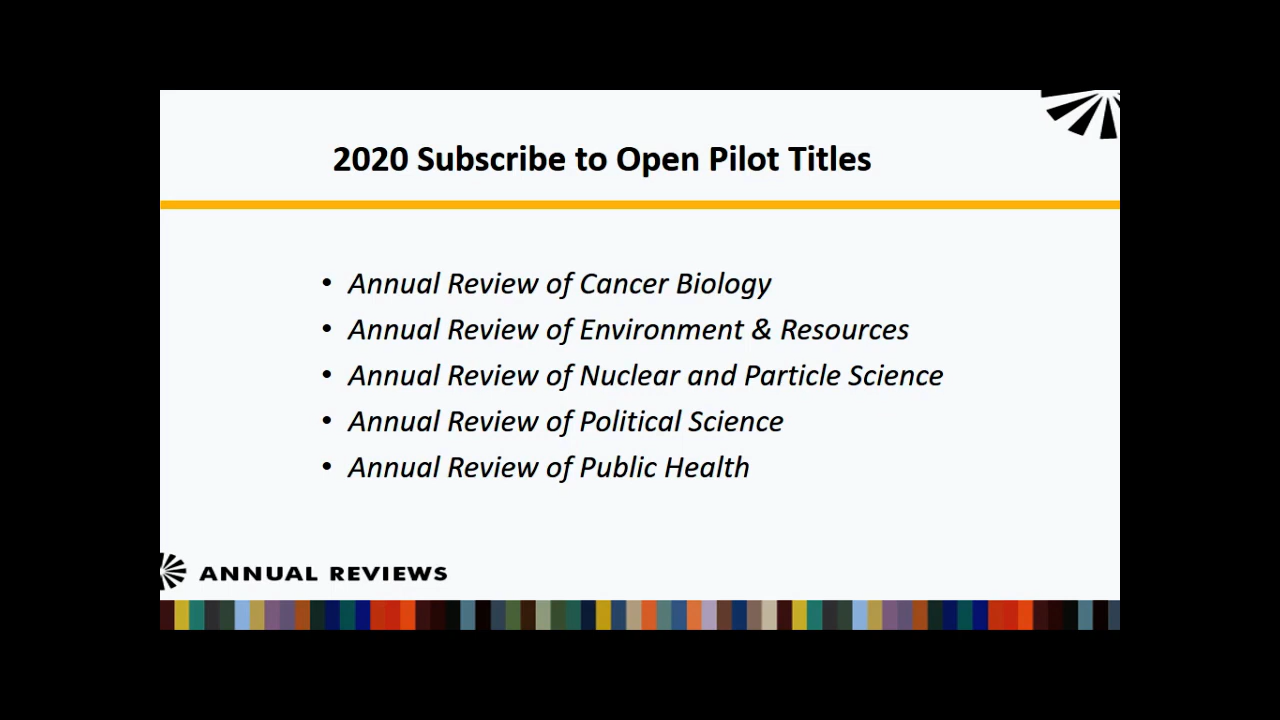 2020 Subscribe to Open Pilot Titles
• Annual Review of Cancer Biology
• Annual Review of Environment & Resources
• Annual Review of Nuclear and Particle Science
• Annual Review of Political Science
• Annual Review of Public Health
ANNUAL REVIEWS